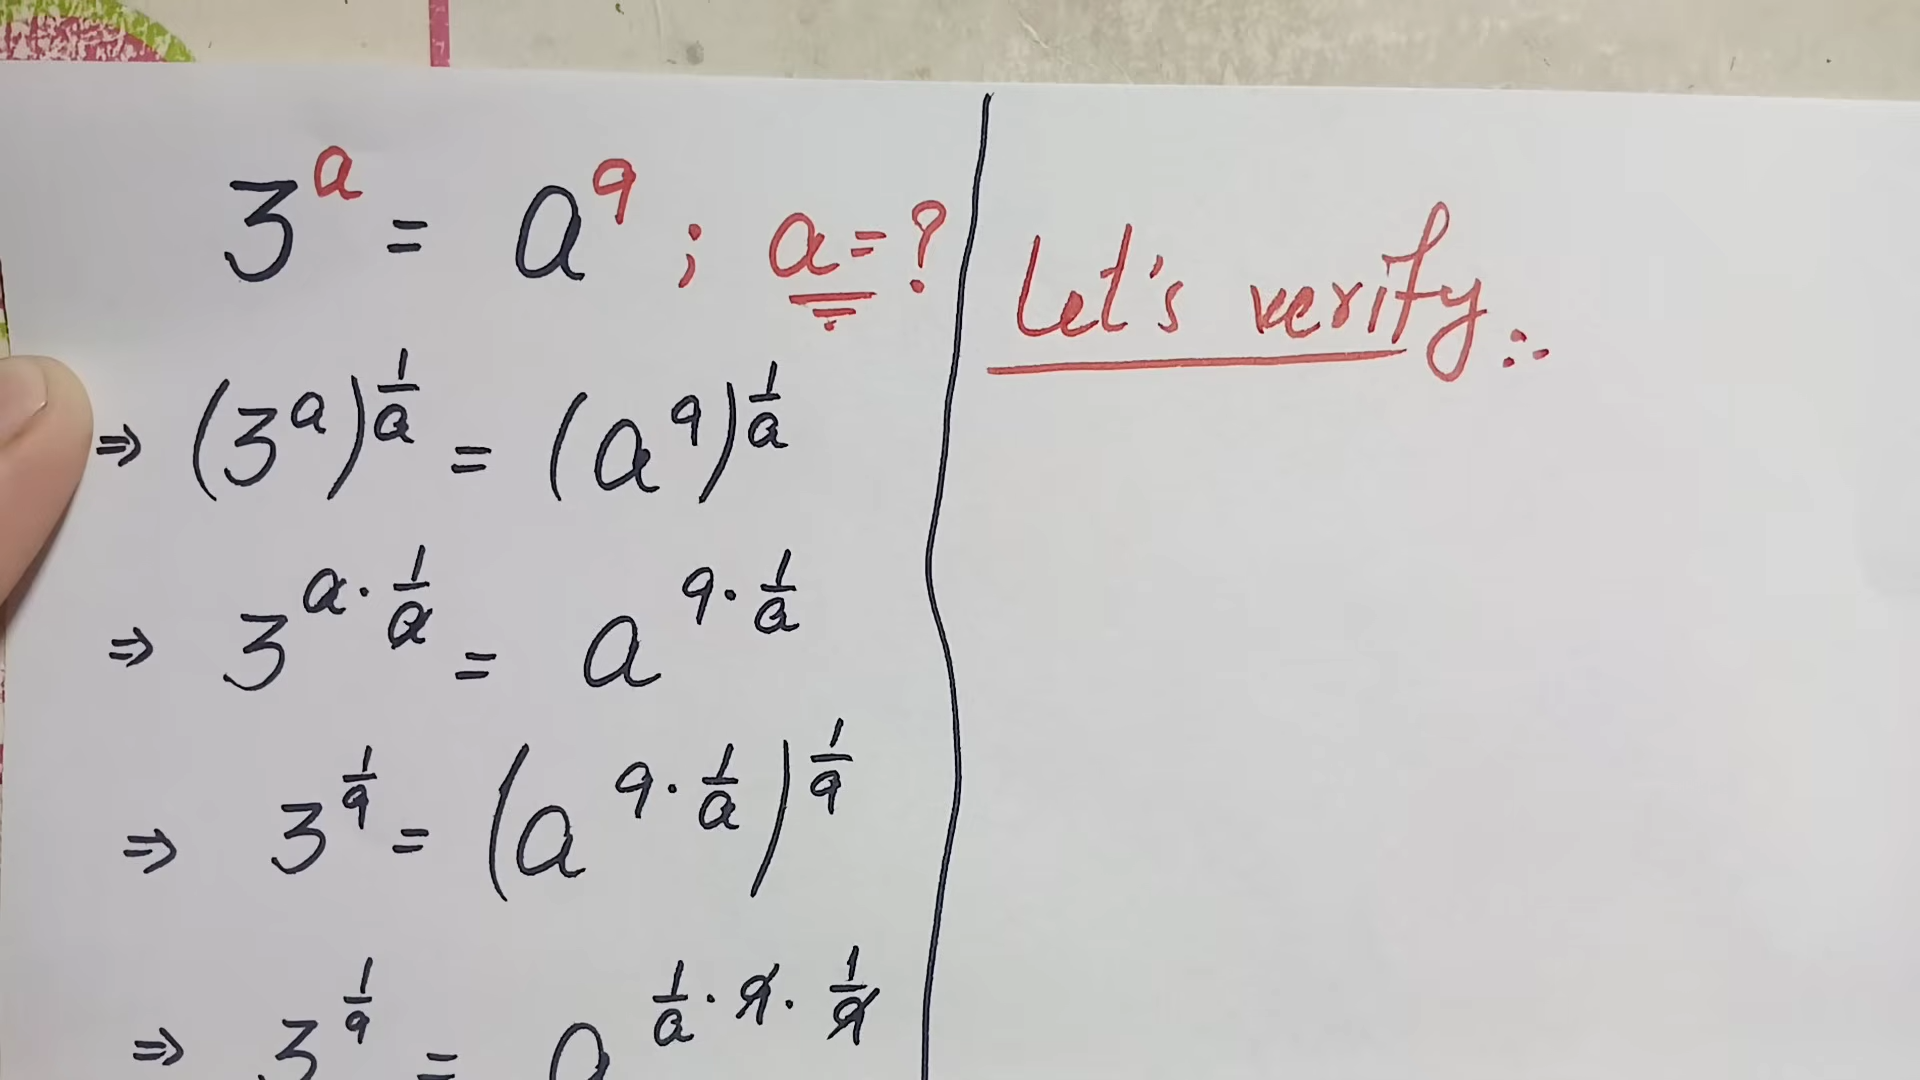 3^a = a^9 ; a = ?
⇒ (3^a)^(1/a) = (a^9)^(1/a)
⇒ 3^(a·1/a) = a^(9·1/a)
⇒ 3^(1/9) = (a^(9·1/a))^(1/9)
⇒ 3^(1/9) = a^(1/a·9·1/9)
Let's verify :-